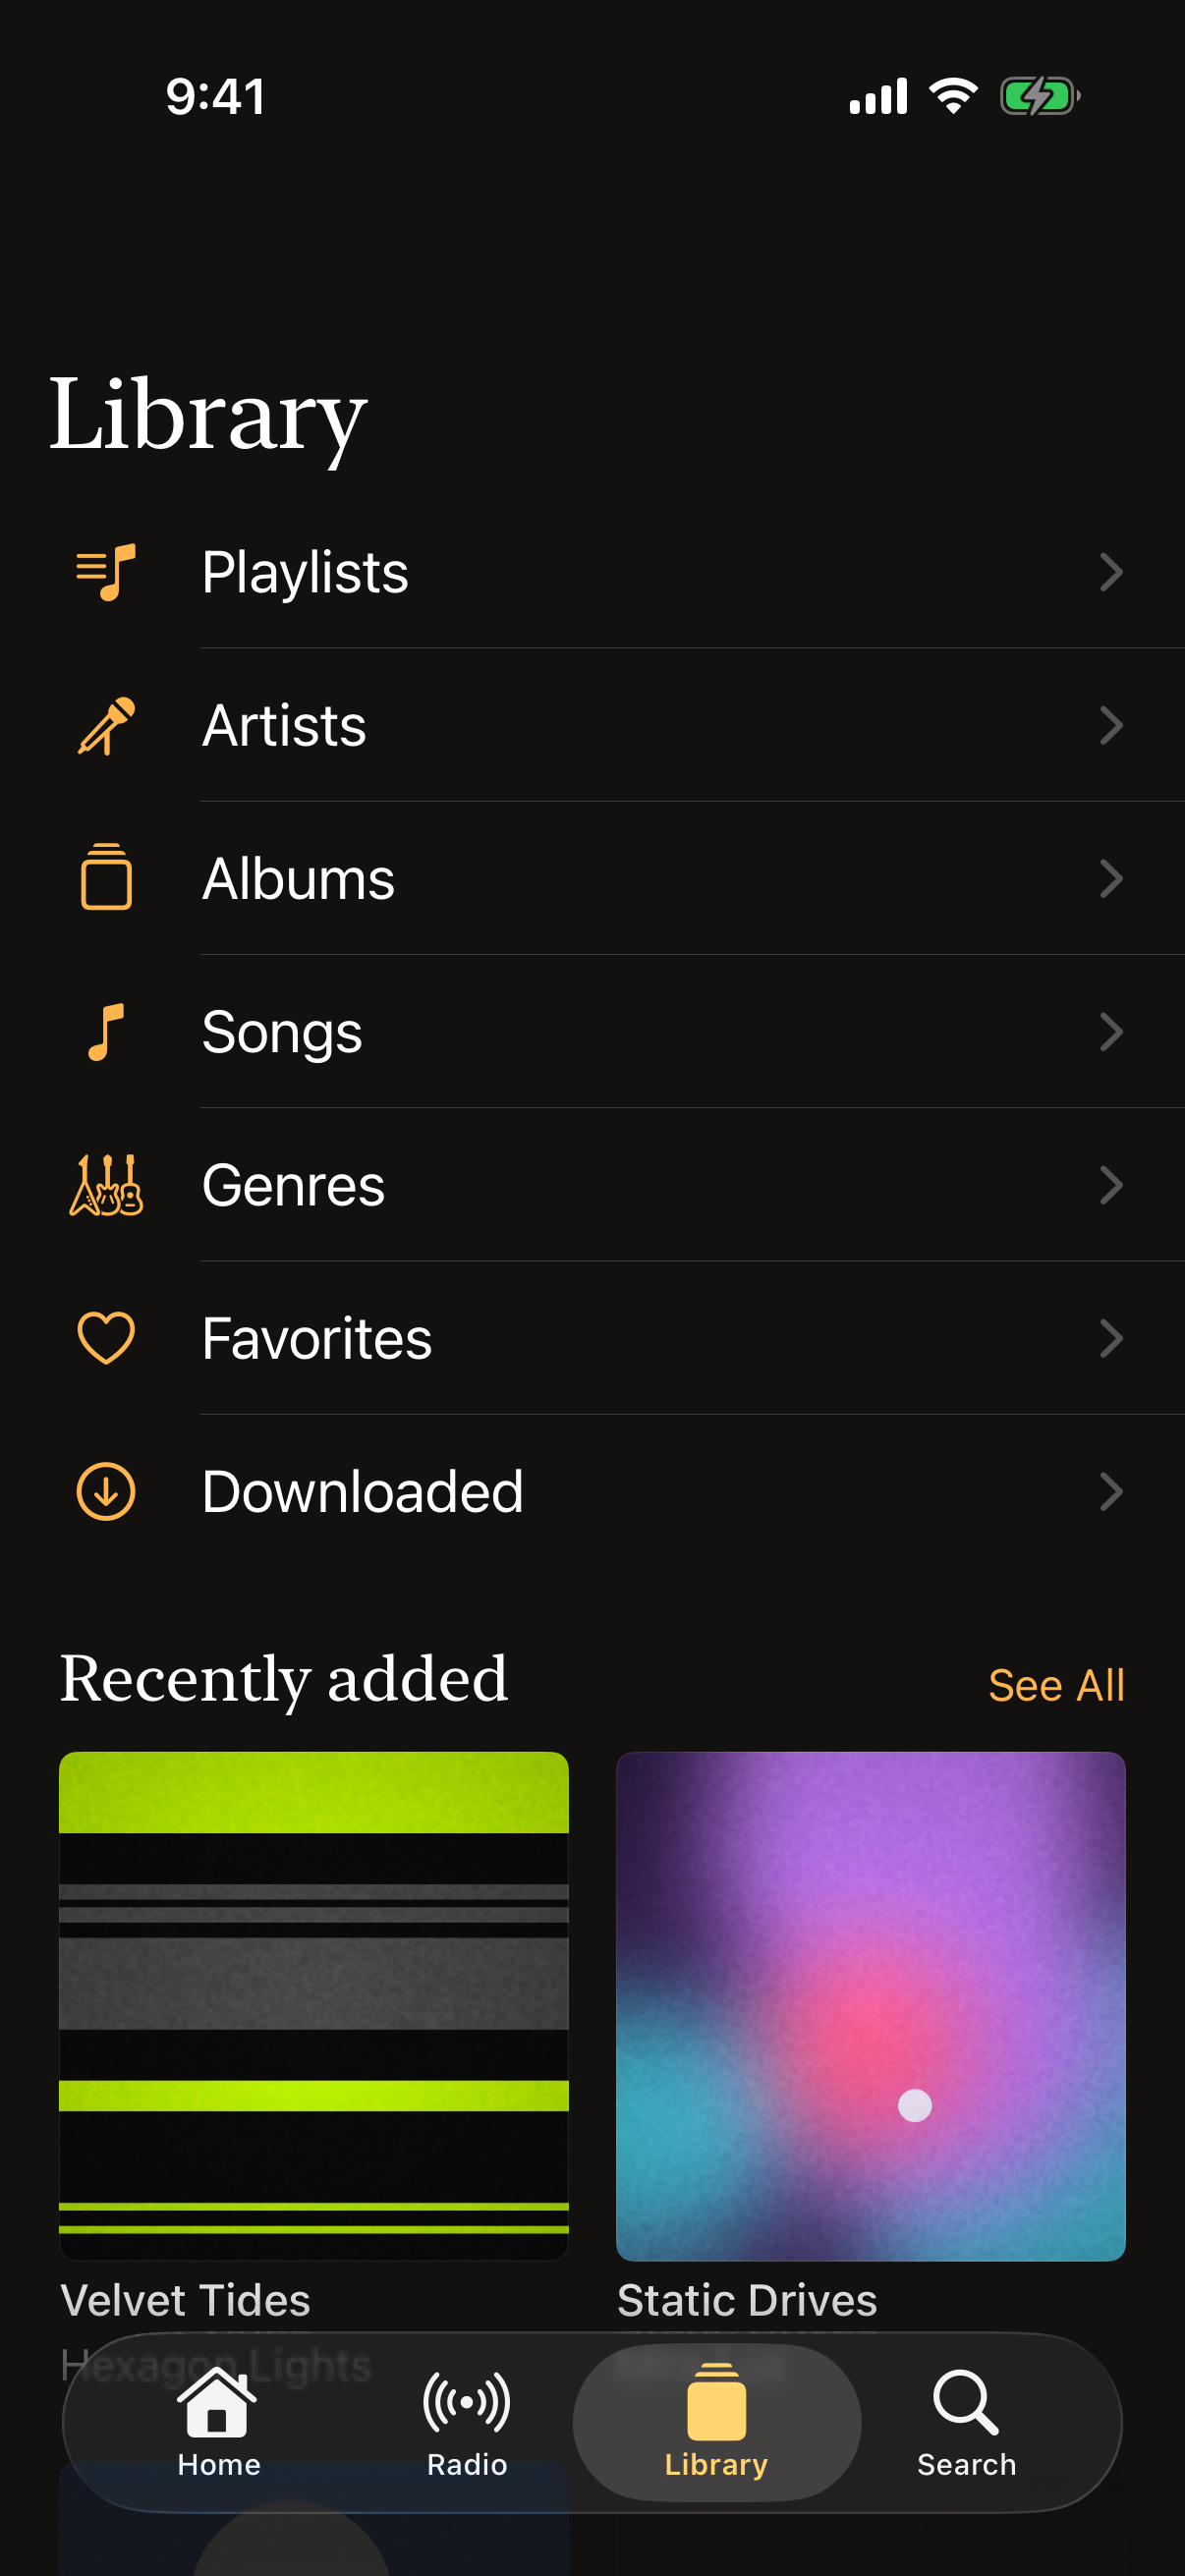 9:41
Library
Playlists
Artists
Albums
Songs
Genres
Favorites
Downloaded
Recently added
See All
Velvet Tides
Static Drives
Hexagon Lights
Home
Radio
Library
Search